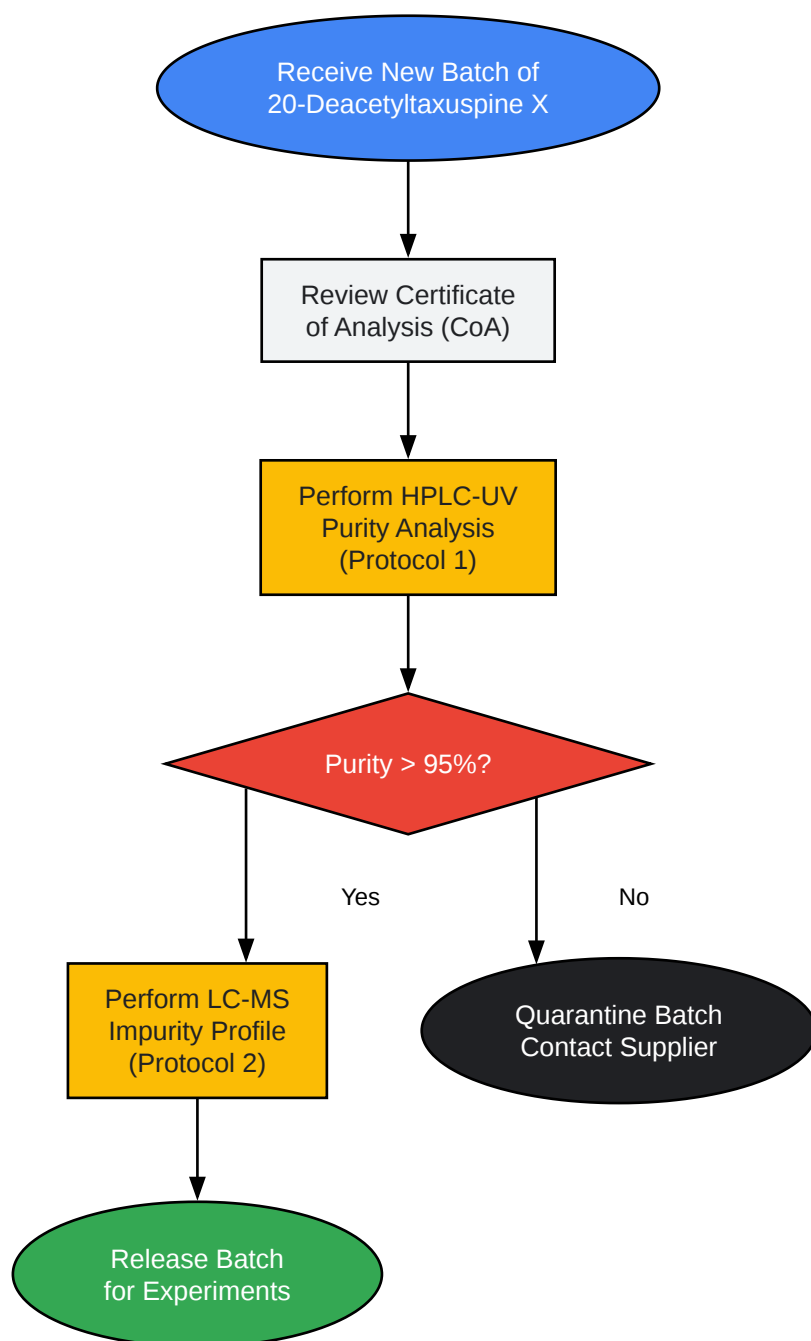 Receive New Batch of
20-Deacetyltaxuspine X
Review Certificate
of Analysis (CoA)
Perform HPLC-UV
Purity Analysis
(Protocol 1)
Purity > 95%?
Yes
No
Perform LC-MS
Impurity Profile
(Protocol 2)
Quarantine Batch
Contact Supplier
Release Batch
for Experiments